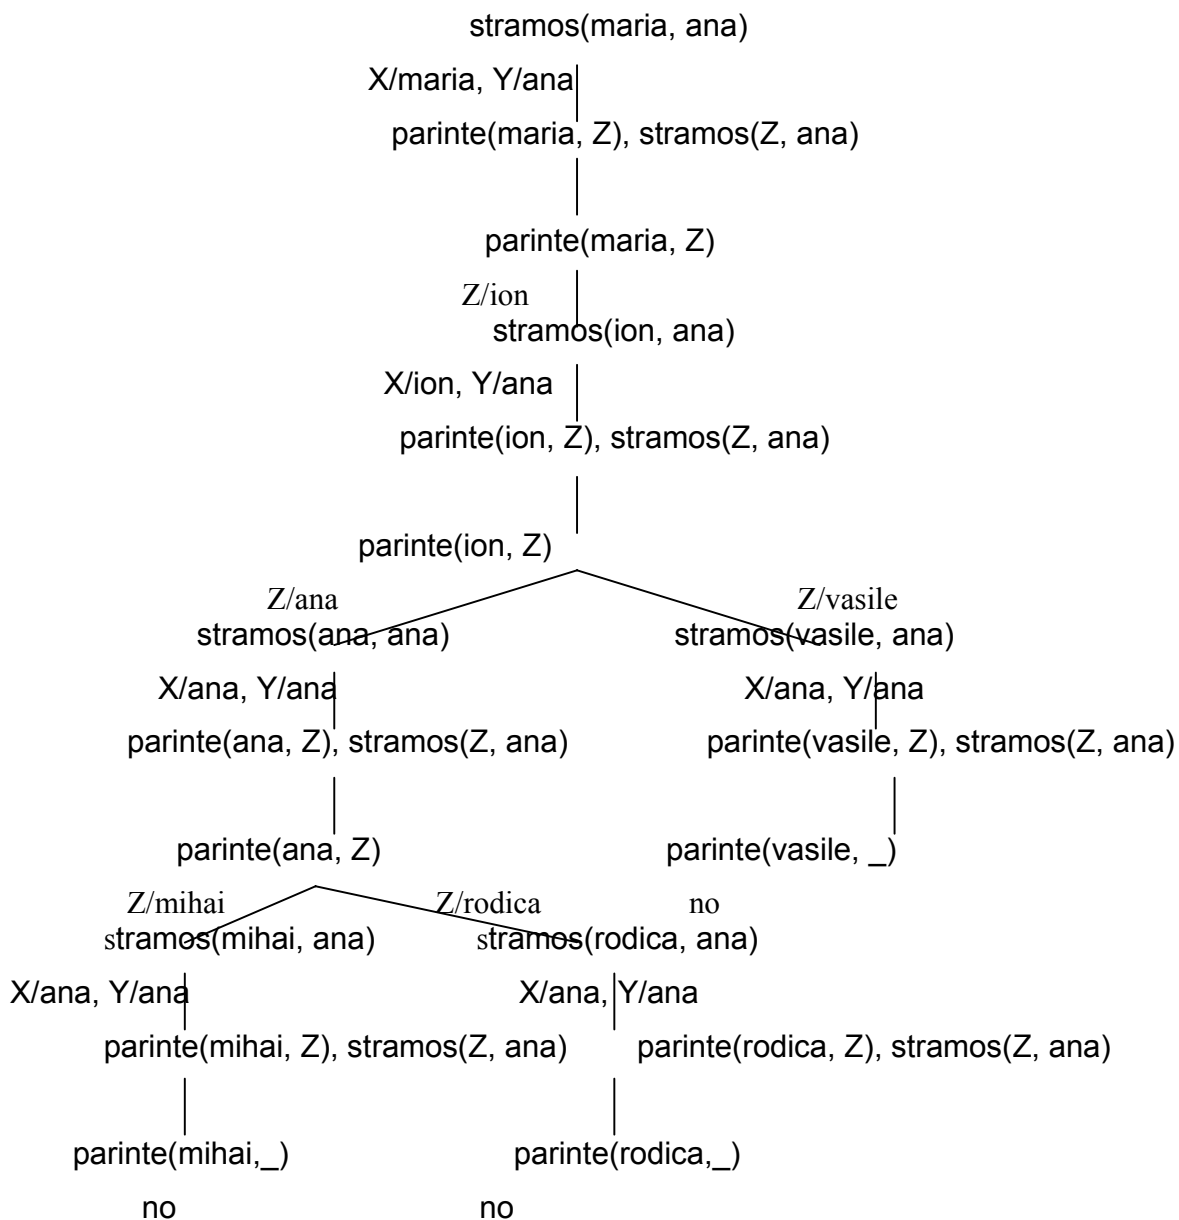 stramos(maria, ana)
X/maria, Y/ana
parinte(maria, Z), stramos(Z, ana)
parinte(maria, Z)
Z/ion
stramos(ion, ana)
X/ion, Y/ana
parinte(ion, Z), stramos(Z, ana)
parinte(ion, Z)
Z/ana Z/vasile
stramos(ana, ana) stramos(vasile, ana)
X/ana, Y/ana X/ana, Y/ana
parinte(ana, Z), stramos(Z, ana) parinte(vasile, Z), stramos(Z, ana)
parinte(ana, Z) parinte(vasile, _)
Z/mihai Z/rodica no
stramos(mihai, ana) stramos(rodica, ana)
X/ana, Y/ana X/ana, Y/ana
parinte(mihai, Z), stramos(Z, ana) parinte(rodica, Z), stramos(Z, ana)
parinte(mihai,_) parinte(rodica,_)
no no